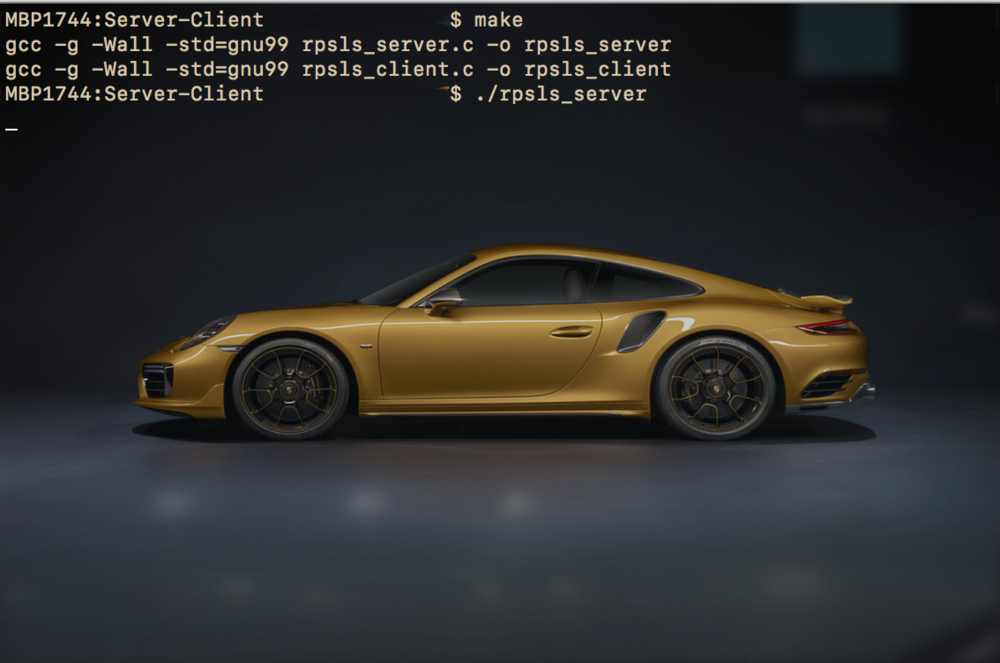 MBP1744:Server-Client $ make
gcc -g -Wall -std=gnu99 rpsls_server.c -o rpsls_server
gcc -g -Wall -std=gnu99 rpsls_client.c -o rpsls_client
MBP1744:Server-Client $ ./rpsls_server